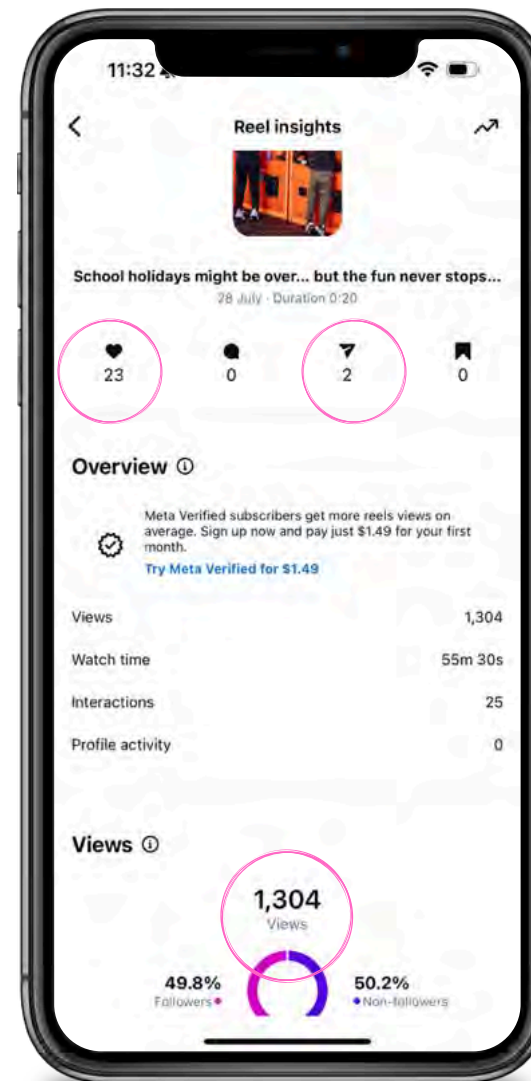 11:32
Reel insights
School holidays might be over... but the fun never stops...
28 July · Duration 0:20
23 0 2 0
Overview
Meta Verified subscribers get more reels views on
average. Sign up now and pay just $1.49 for your first
month.
Try Meta Verified for $1.49
Views 1,304
Watch time 55m 30s
Interactions 25
Profile activity 0
Views
1,304
Views
49.8% 50.2%
Followers Non-followers